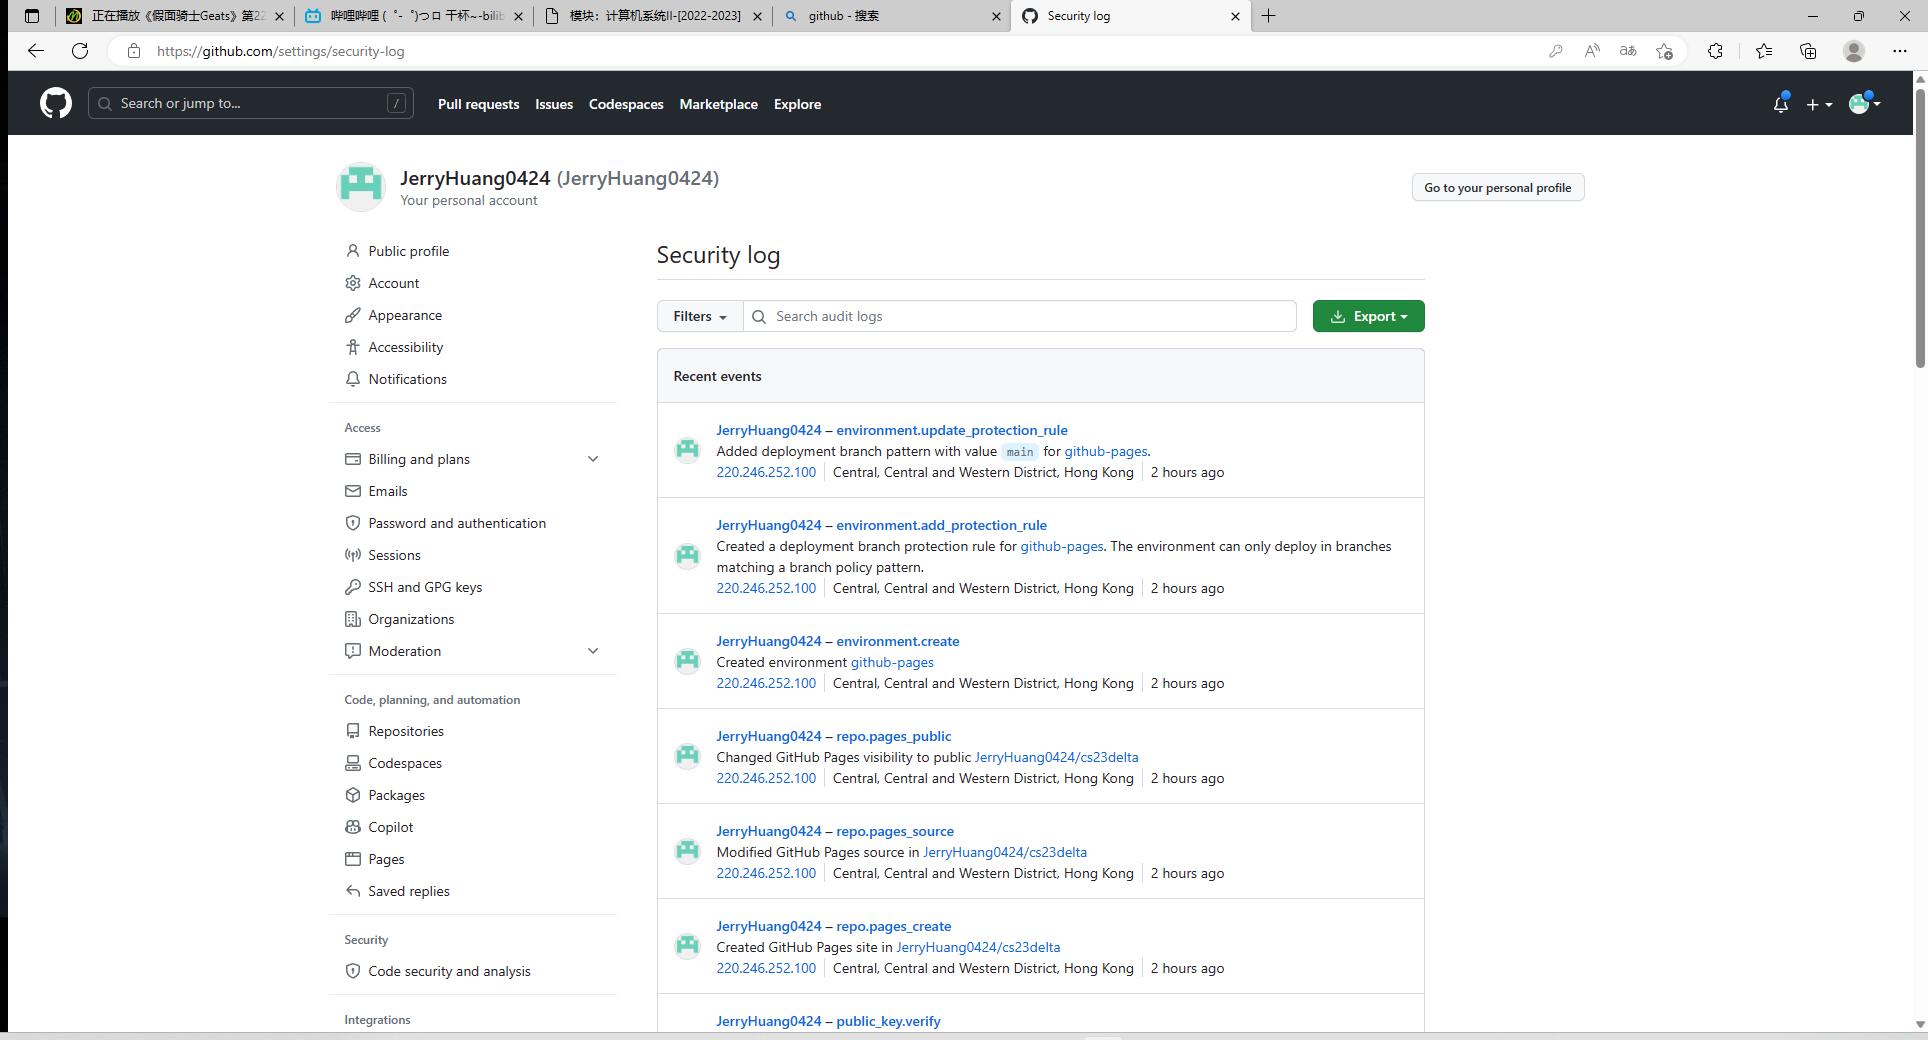 正在播放《假面骑士Geats》第22
哔哩哔哩 (゜-゜)つロ 干杯~-bilib
模块：计算机系统II-[2022-2023]
github - 搜索
Security log
https://github.com/settings/security-log
Search or jump to...
/
Pull requests
Issues
Codespaces
Marketplace
Explore
JerryHuang0424 (JerryHuang0424)
Your personal account
Go to your personal profile
Public profile
Account
Appearance
Accessibility
Notifications
Access
Billing and plans
Emails
Password and authentication
Sessions
SSH and GPG keys
Organizations
Moderation
Code, planning, and automation
Repositories
Codespaces
Packages
Copilot
Pages
Saved replies
Security
Code security and analysis
Integrations
Security log
Filters
Search audit logs
Export
Recent events
JerryHuang0424 – environment.update_protection_rule
Added deployment branch pattern with value main for github-pages.
220.246.252.100 Central, Central and Western District, Hong Kong 2 hours ago
JerryHuang0424 – environment.add_protection_rule
Created a deployment branch protection rule for github-pages. The environment can only deploy in branches
matching a branch policy pattern.
220.246.252.100 Central, Central and Western District, Hong Kong 2 hours ago
JerryHuang0424 – environment.create
Created environment github-pages
220.246.252.100 Central, Central and Western District, Hong Kong 2 hours ago
JerryHuang0424 – repo.pages_public
Changed GitHub Pages visibility to public JerryHuang0424/cs23delta
220.246.252.100 Central, Central and Western District, Hong Kong 2 hours ago
JerryHuang0424 – repo.pages_source
Modified GitHub Pages source in JerryHuang0424/cs23delta
220.246.252.100 Central, Central and Western District, Hong Kong 2 hours ago
JerryHuang0424 – repo.pages_create
Created GitHub Pages site in JerryHuang0424/cs23delta
220.246.252.100 Central, Central and Western District, Hong Kong 2 hours ago
JerryHuang0424 – public_key.verify